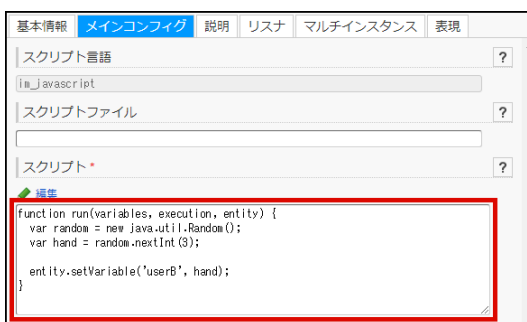 基本情報 メインコンフィグ 説明 リスナ マルチインスタンス 表現
スクリプト言語 ?
im_javascript
スクリプトファイル ?
スクリプト * ?
編集
function run(variables, execution, entity) {
  var random = new java.util.Random();
  var hand = random.nextInt(3);

  entity.setVariable('userB', hand);
}